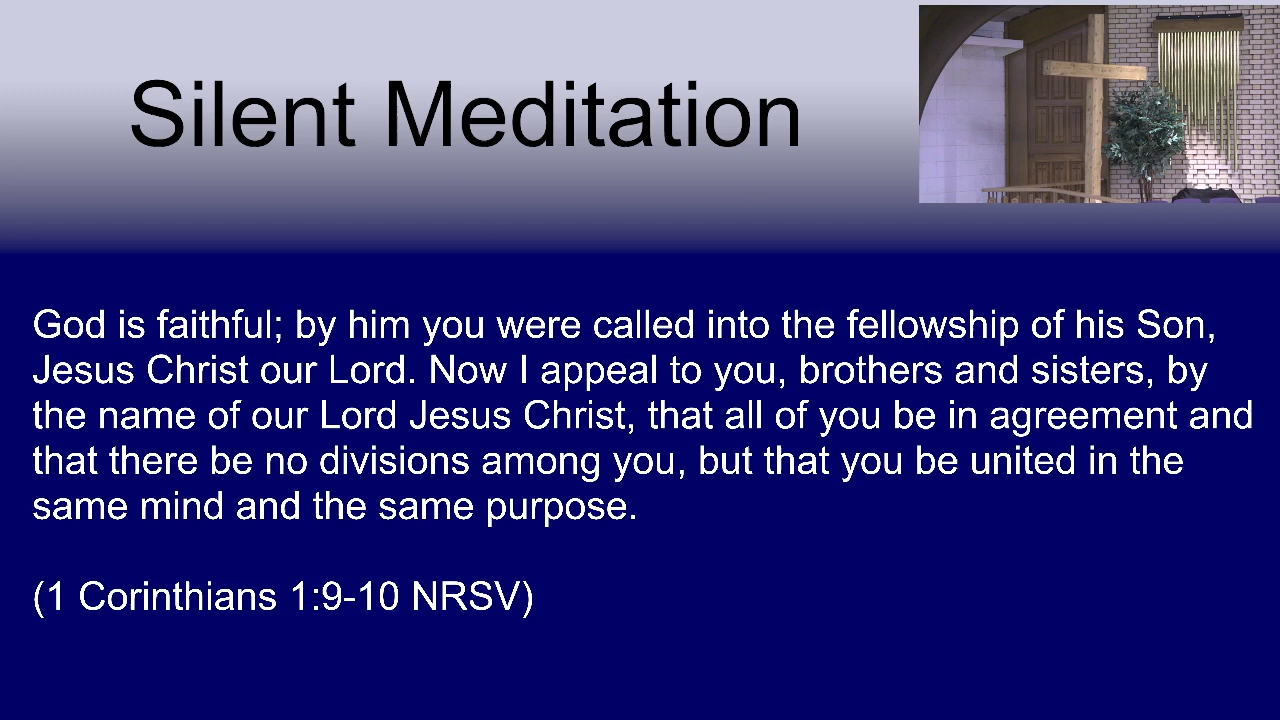 Silent Meditation
God is faithful; by him you were called into the fellowship of his Son,
Jesus Christ our Lord. Now I appeal to you, brothers and sisters, by
the name of our Lord Jesus Christ, that all of you be in agreement and
that there be no divisions among you, but that you be united in the
same mind and the same purpose.
(1 Corinthians 1:9-10 NRSV)